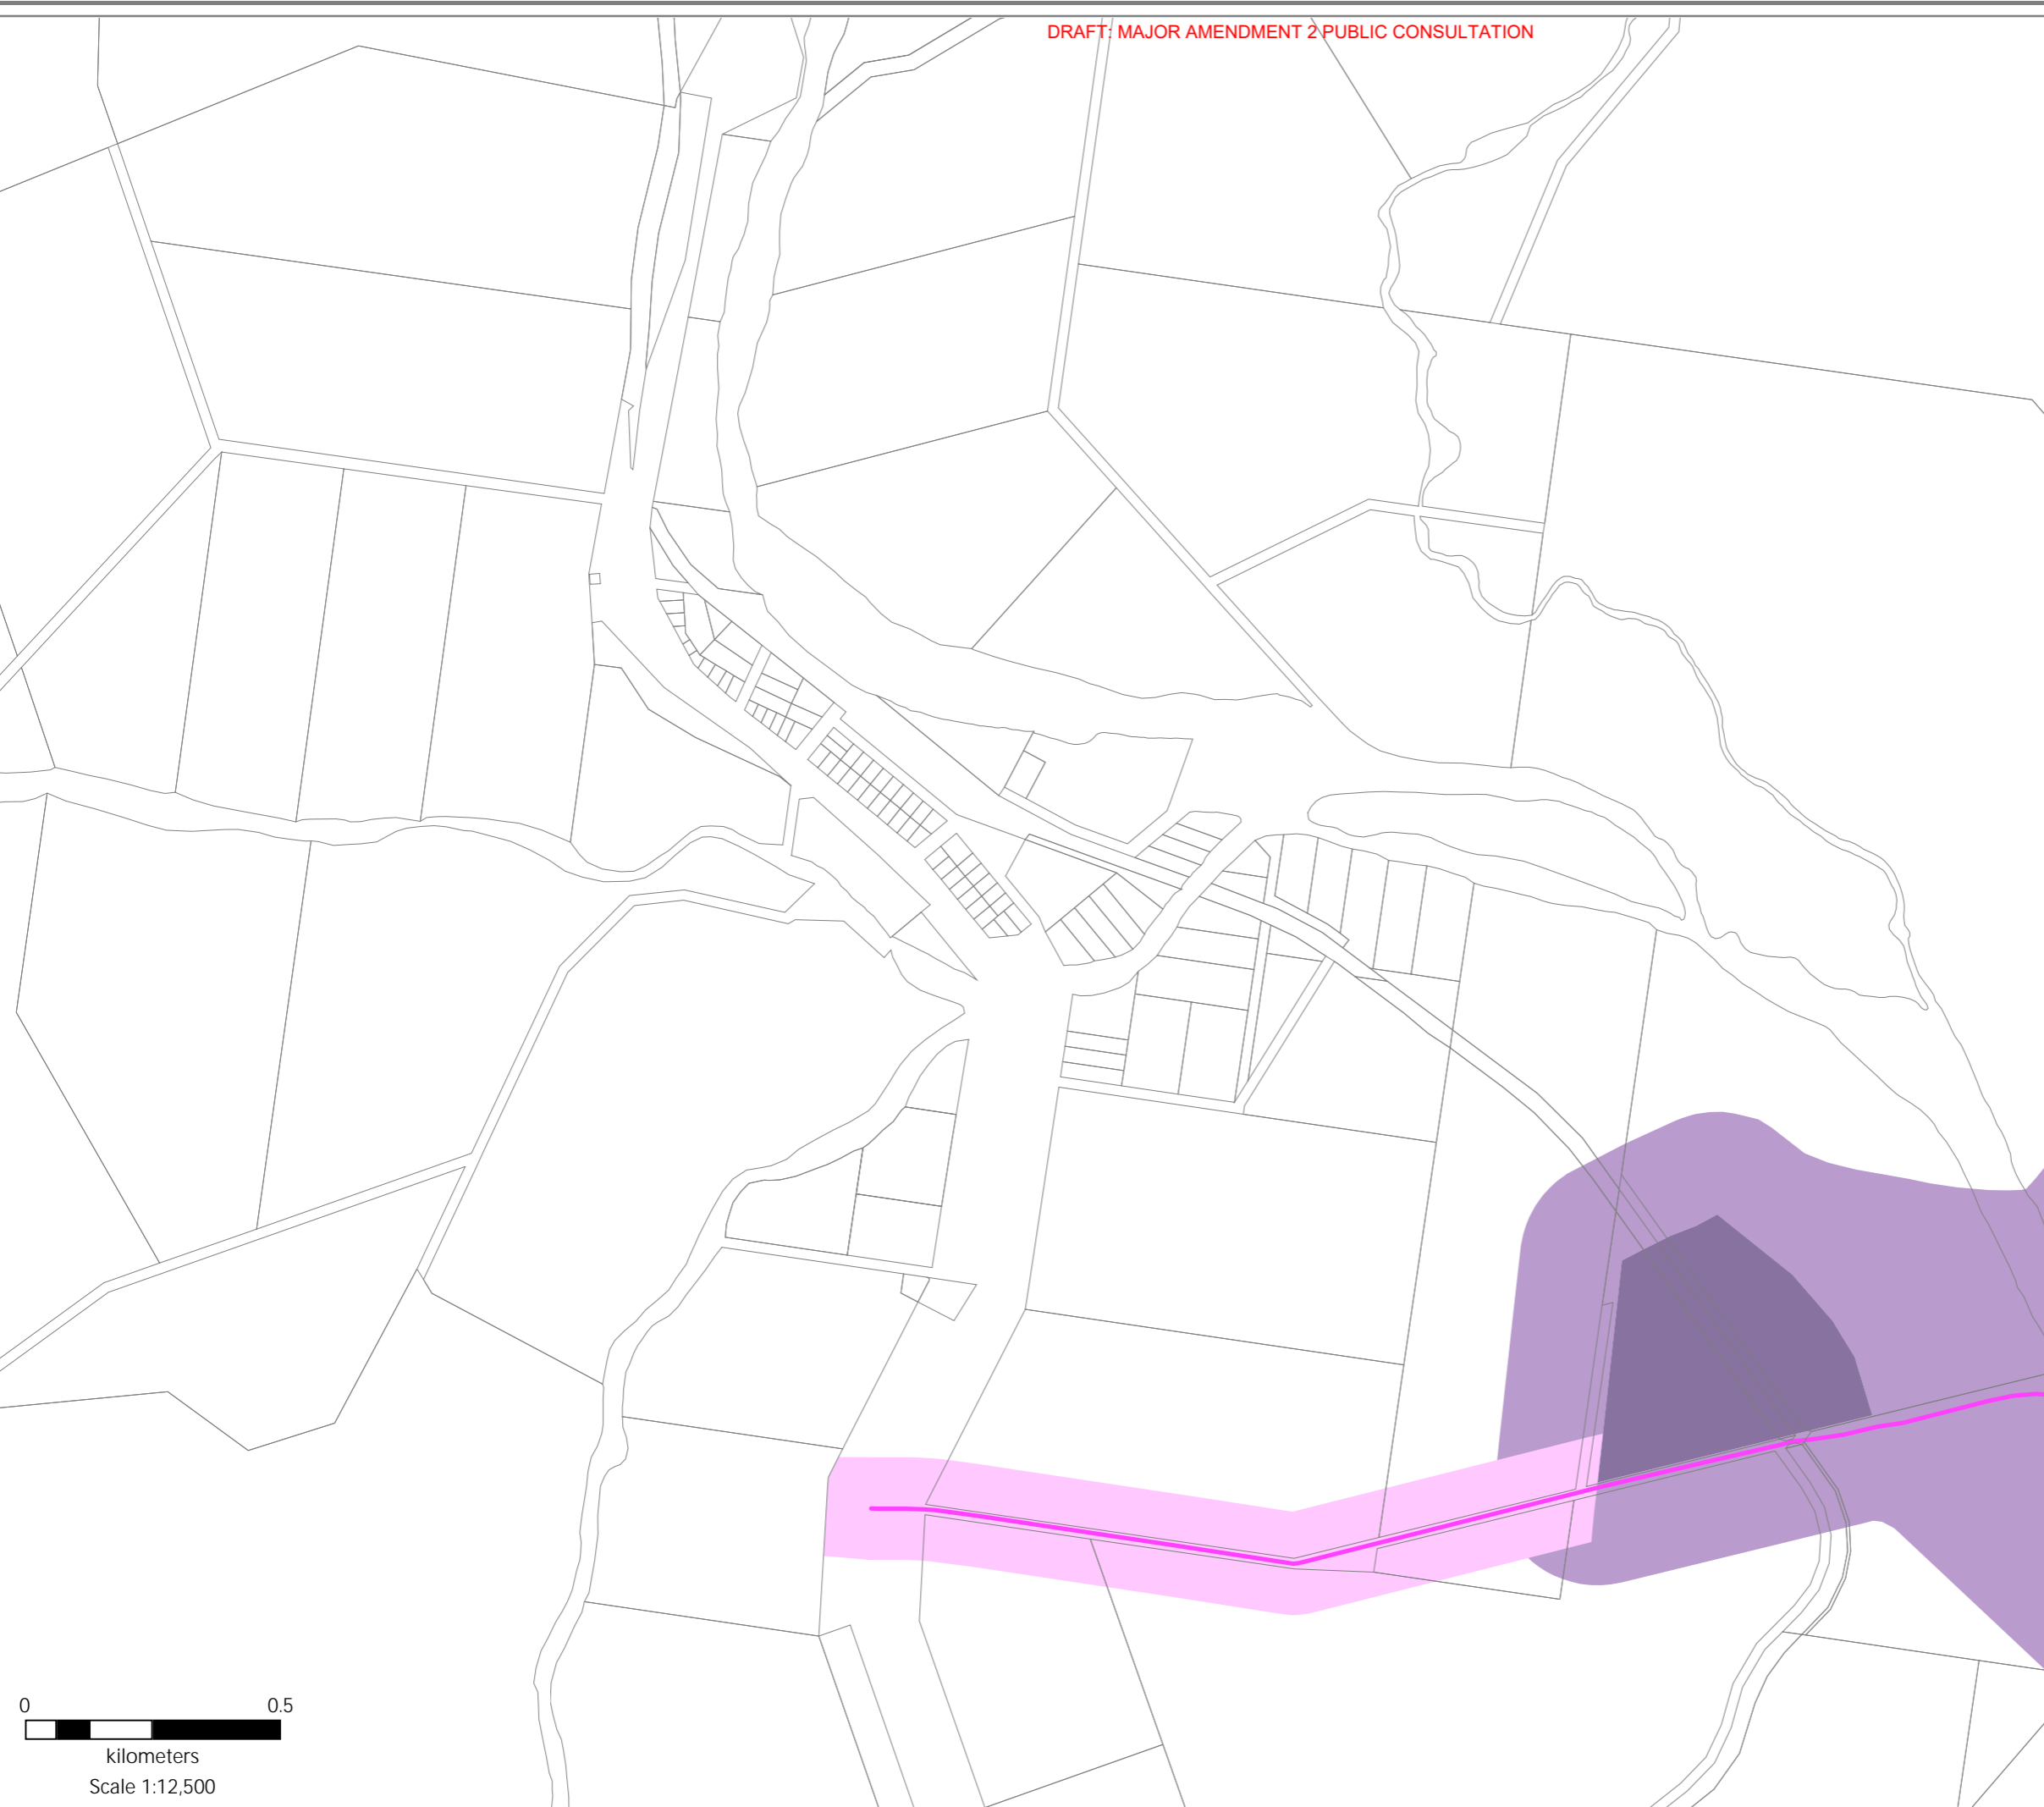 DRAFT: MAJOR AMENDMENT 2 PUBLIC CONSULTATION
0 0.5
kilometers
Scale 1:12,500